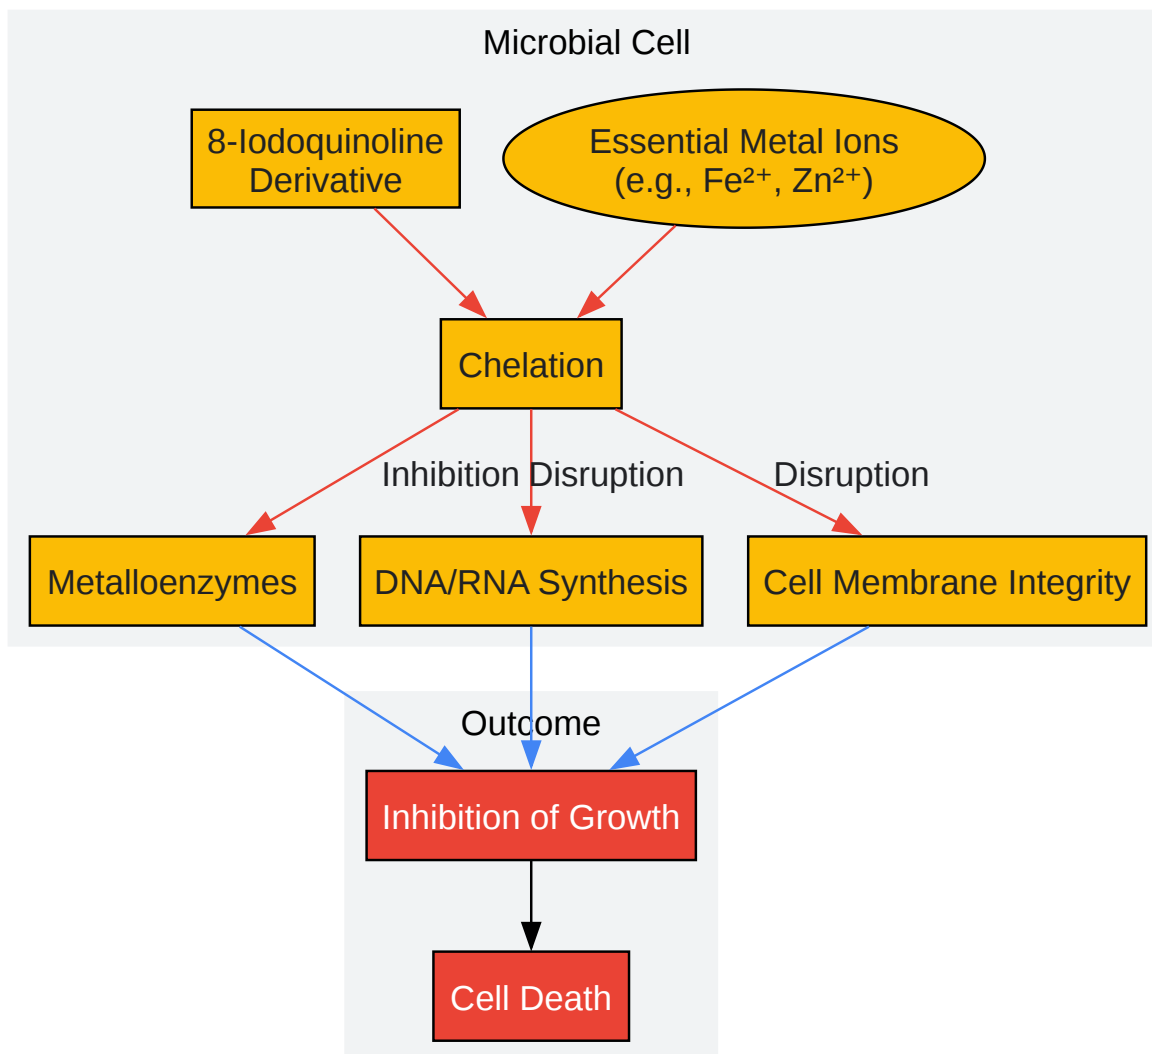 Microbial Cell
8-Iodoquinoline
Derivative
Essential Metal Ions
(e.g., Fe²⁺, Zn²⁺)
Chelation
Inhibition
Disruption
Disruption
Metalloenzymes
DNA/RNA Synthesis
Cell Membrane Integrity
Outcome
Inhibition of Growth
Cell Death